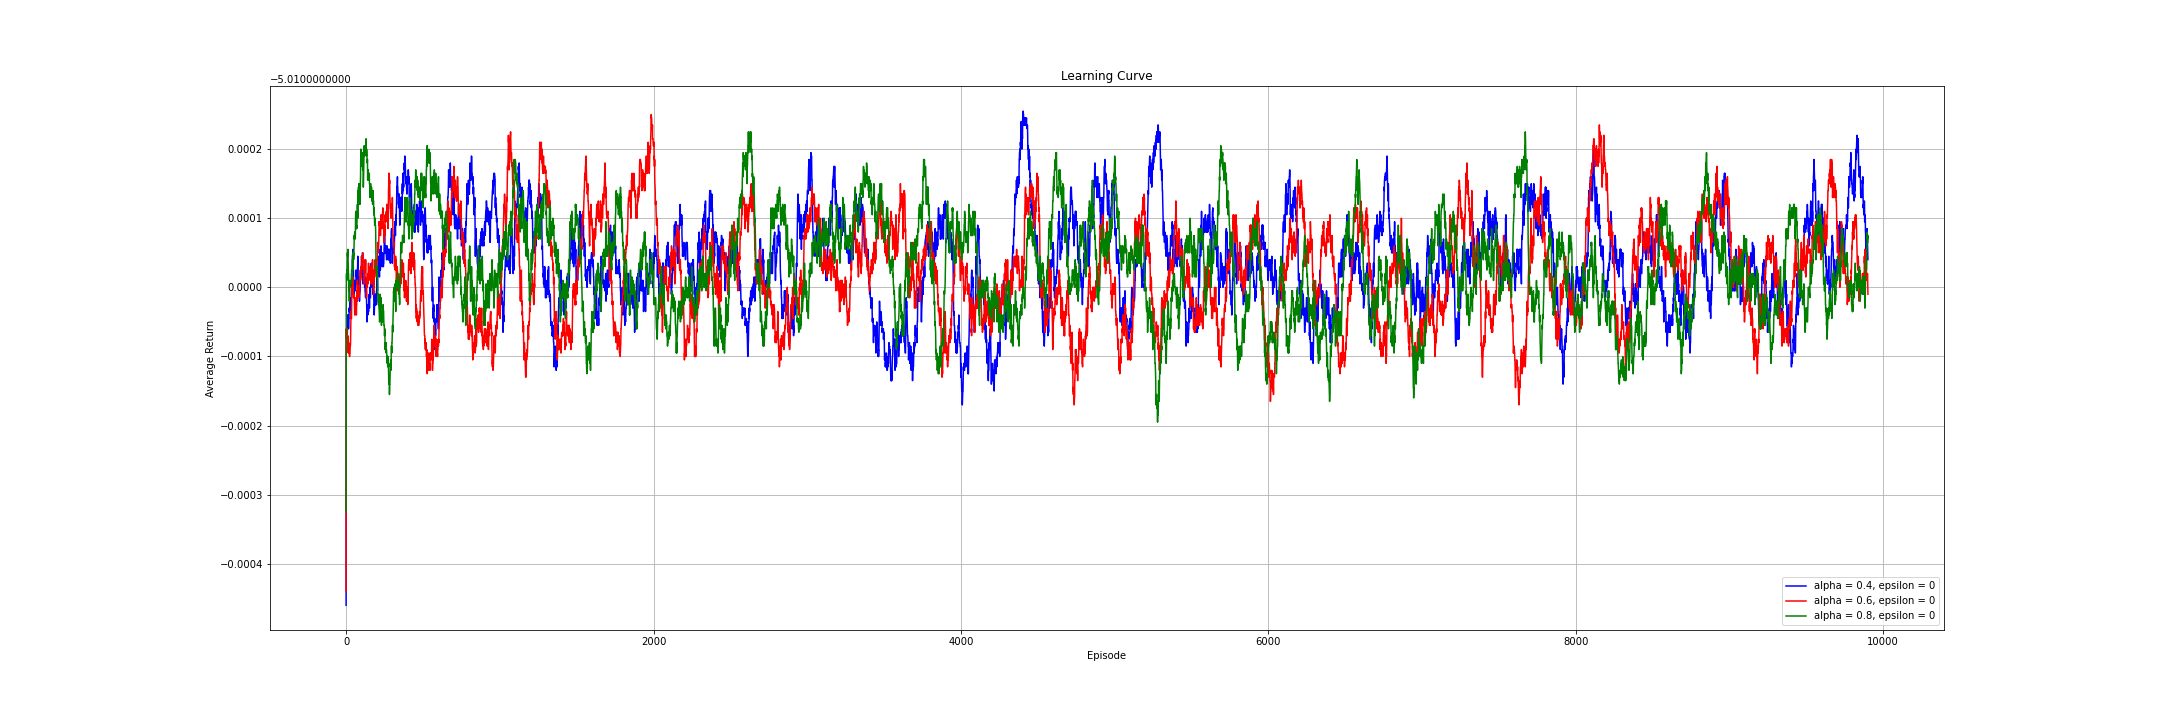 −5.0100000000
Learning Curve
0.0002
0.0001
0.0000
−0.0001
−0.0002
−0.0003
−0.0004
Average Return
0
2000
4000
6000
8000
10000
Episode
alpha = 0.4, epsilon = 0
alpha = 0.6, epsilon = 0
alpha = 0.8, epsilon = 0